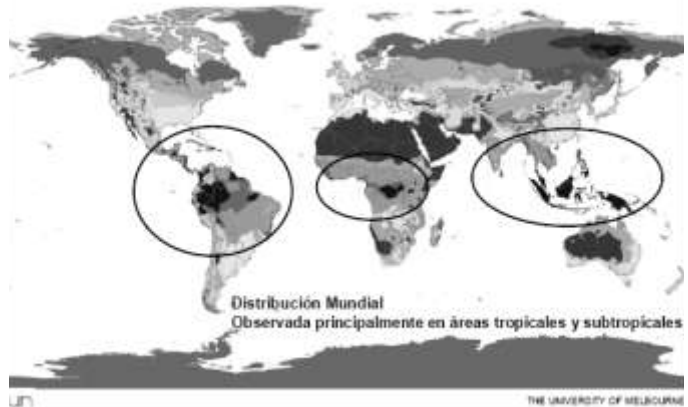 Distribución Mundial
Observada principalmente en áreas tropicales y subtropicales
THE UNIVERSITY OF MELBOURNE